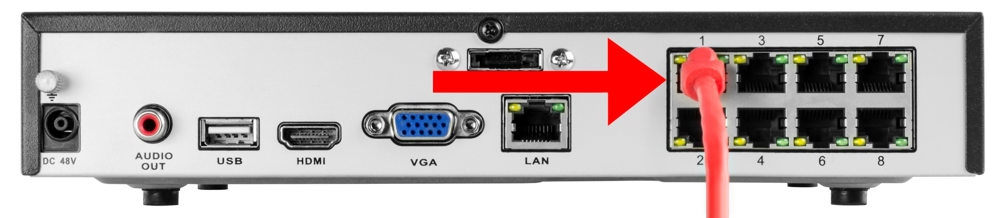 1 3 5 7
DC 48V
AUDIO
OUT
USB
HDMI
VGA
LAN
2 4 6 8